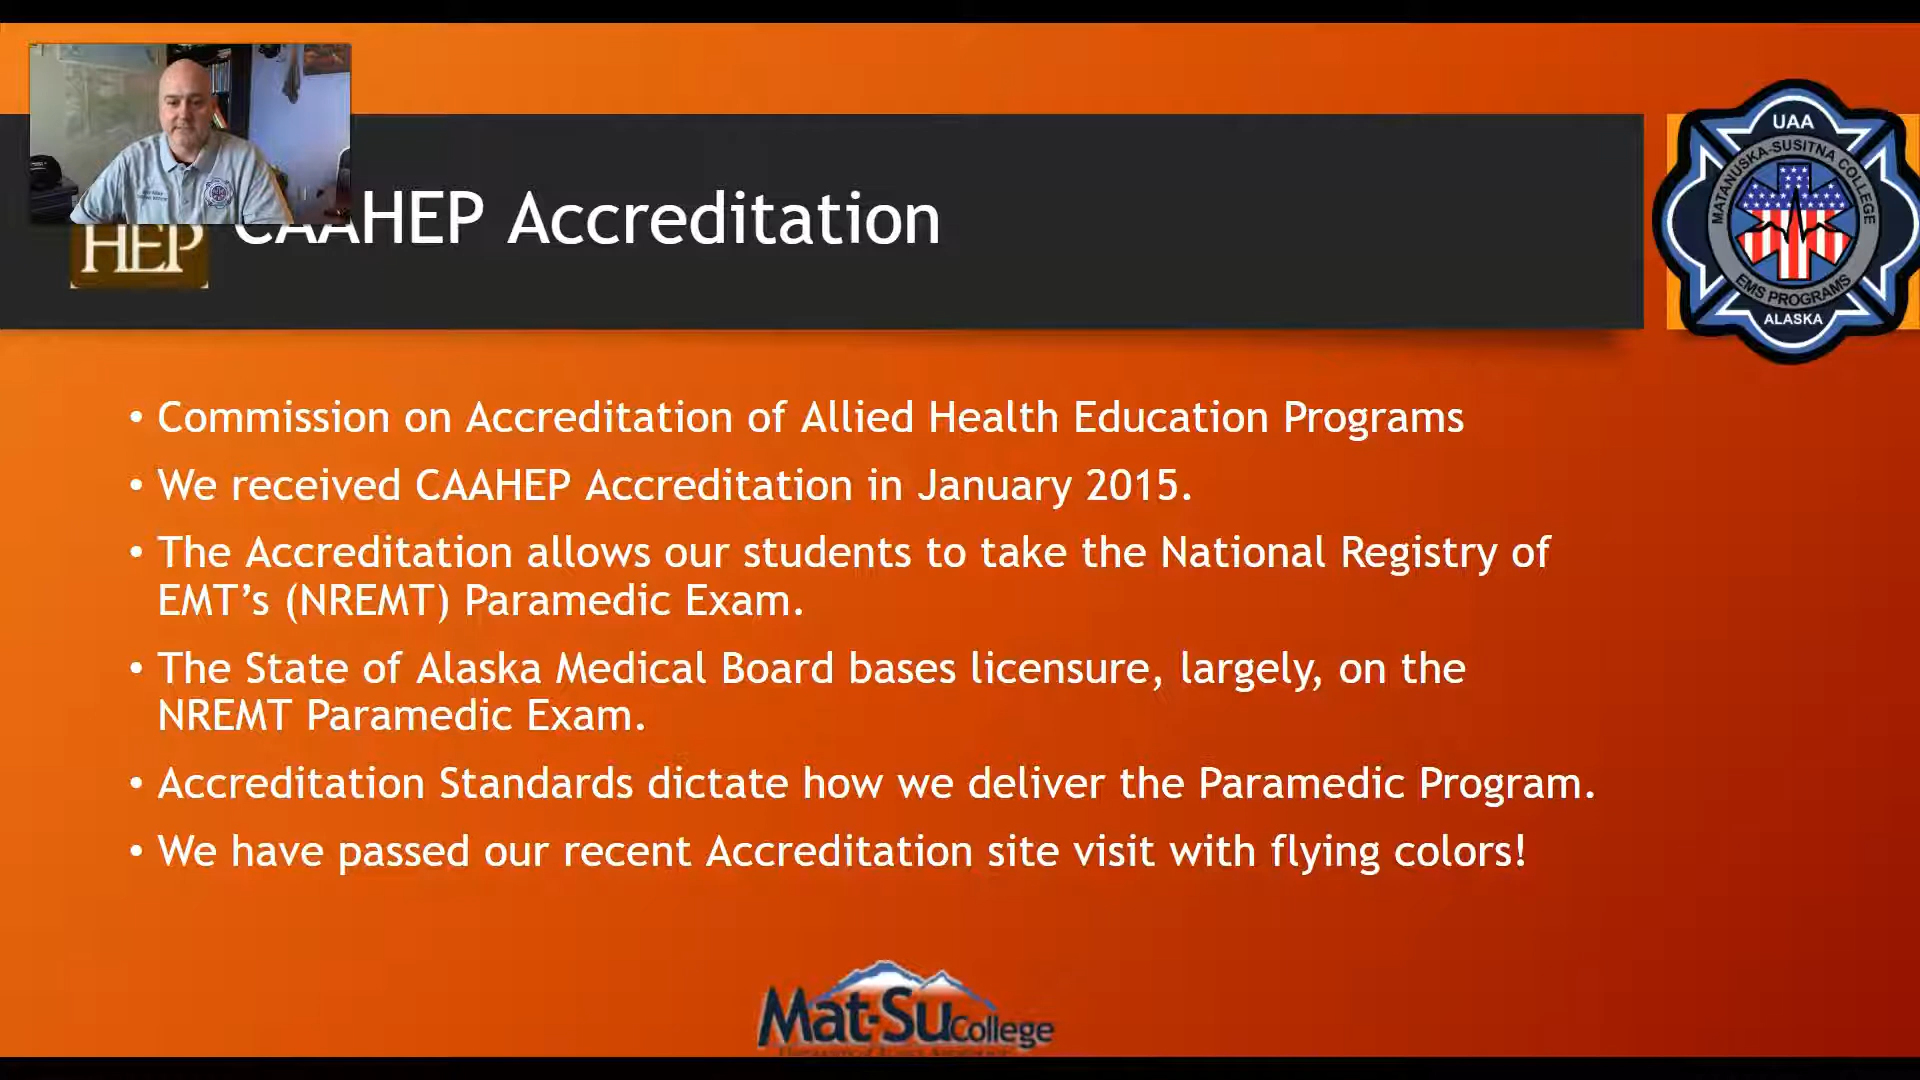 HEP
CAAHEP Accreditation
UAA
MATANUSKA-SUSITNA COLLEGE
EMS PROGRAMS
ALASKA
• Commission on Accreditation of Allied Health Education Programs
• We received CAAHEP Accreditation in January 2015.
• The Accreditation allows our students to take the National Registry of
EMT’s (NREMT) Paramedic Exam.
• The State of Alaska Medical Board bases licensure, largely, on the
NREMT Paramedic Exam.
• Accreditation Standards dictate how we deliver the Paramedic Program.
• We have passed our recent Accreditation site visit with flying colors!
Mat-Su College